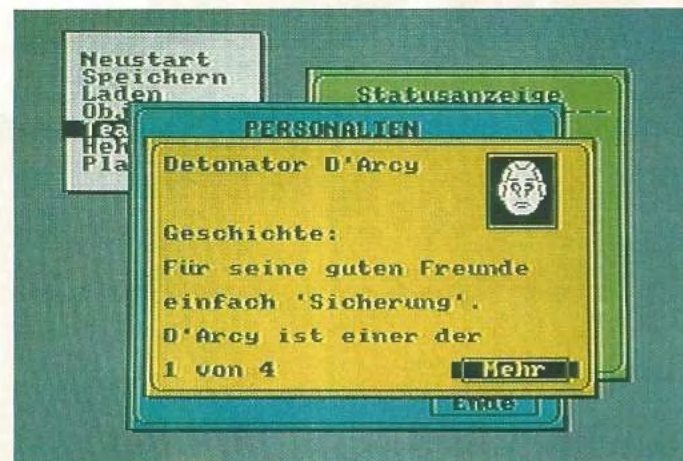 Neustart
Speichern
Laden
Statusanzeige
PERSONALIEN
Detonator D'Arcy
Geschichte:
Für seine guten Freunde
einfach 'Sicherung'.
D'Arcy ist einer der
1 von 4
Mehr
Ende